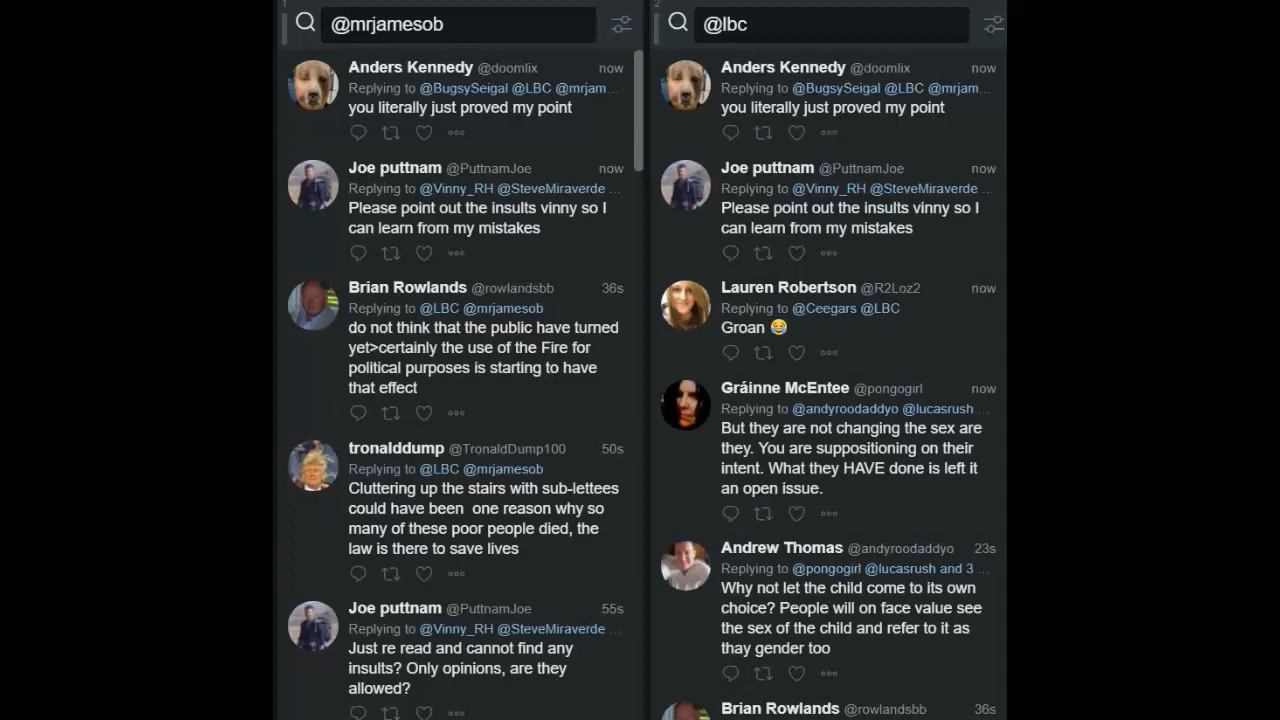 1
@mrjamesob
Anders Kennedy @doomlix now
Replying to @BugsySeigal @LBC @mrjam...
you literally just proved my point
Joe puttnam @PuttnamJoe now
Replying to @Vinny_RH @SteveMiraverde ...
Please point out the insults vinny so I
can learn from my mistakes
Brian Rowlands @rowlandsbb 36s
Replying to @LBC @mrjamesob
do not think that the public have turned
yet>certainly the use of the Fire for
political purposes is starting to have
that effect
tronalddump @TronaldDump100 50s
Replying to @LBC @mrjamesob
Cluttering up the stairs with sub-lettees
could have been one reason why so
many of these poor people died, the
law is there to save lives
Joe puttnam @PuttnamJoe 55s
Replying to @Vinny_RH @SteveMiraverde ...
Just re read and cannot find any
insults? Only opinions, are they
allowed?
2
@lbc
Anders Kennedy @doomlix now
Replying to @BugsySeigal @LBC @mrjam...
you literally just proved my point
Joe puttnam @PuttnamJoe now
Replying to @Vinny_RH @SteveMiraverde ...
Please point out the insults vinny so I
can learn from my mistakes
Lauren Robertson @R2Loz2 now
Replying to @Ceegars @LBC
Groan 😂
Gráinne McEntee @pongogirl now
Replying to @andyroodaddyo @lucasrush ...
But they are not changing the sex are
they. You are suppositioning on their
intent. What they HAVE done is left it
an open issue.
Andrew Thomas @andyroodaddyo 23s
Replying to @pongogirl @lucasrush and 3 ...
Why not let the child come to its own
choice? People will on face value see
the sex of the child and refer to it as
thay gender too
Brian Rowlands @rowlandsbb 36s